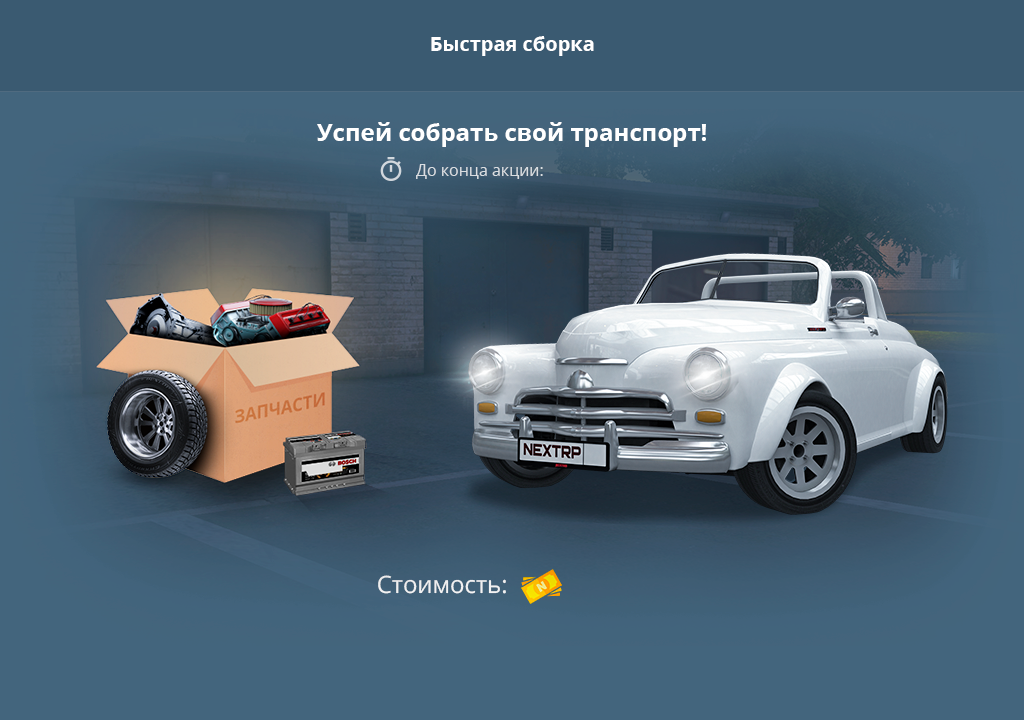 Быстрая сборка
Успей собрать свой транспорт!
До конца акции:
ЗАПЧАСТИ
BOSCH
NEXTRP
Стоимость:
N